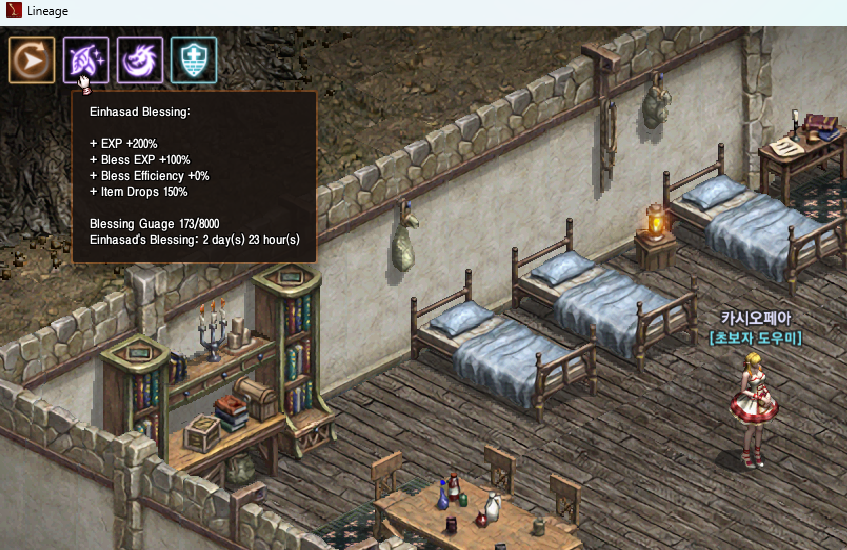 Lineage
Einhasad Blessing:
+ EXP +200%
+ Bless EXP +100%
+ Bless Efficiency +0%
+ Item Drops 150%
Blessing Guage 173/8000
Einhasad's Blessing: 2 day(s) 23 hour(s)
카시오페아
[초보자 도우미]